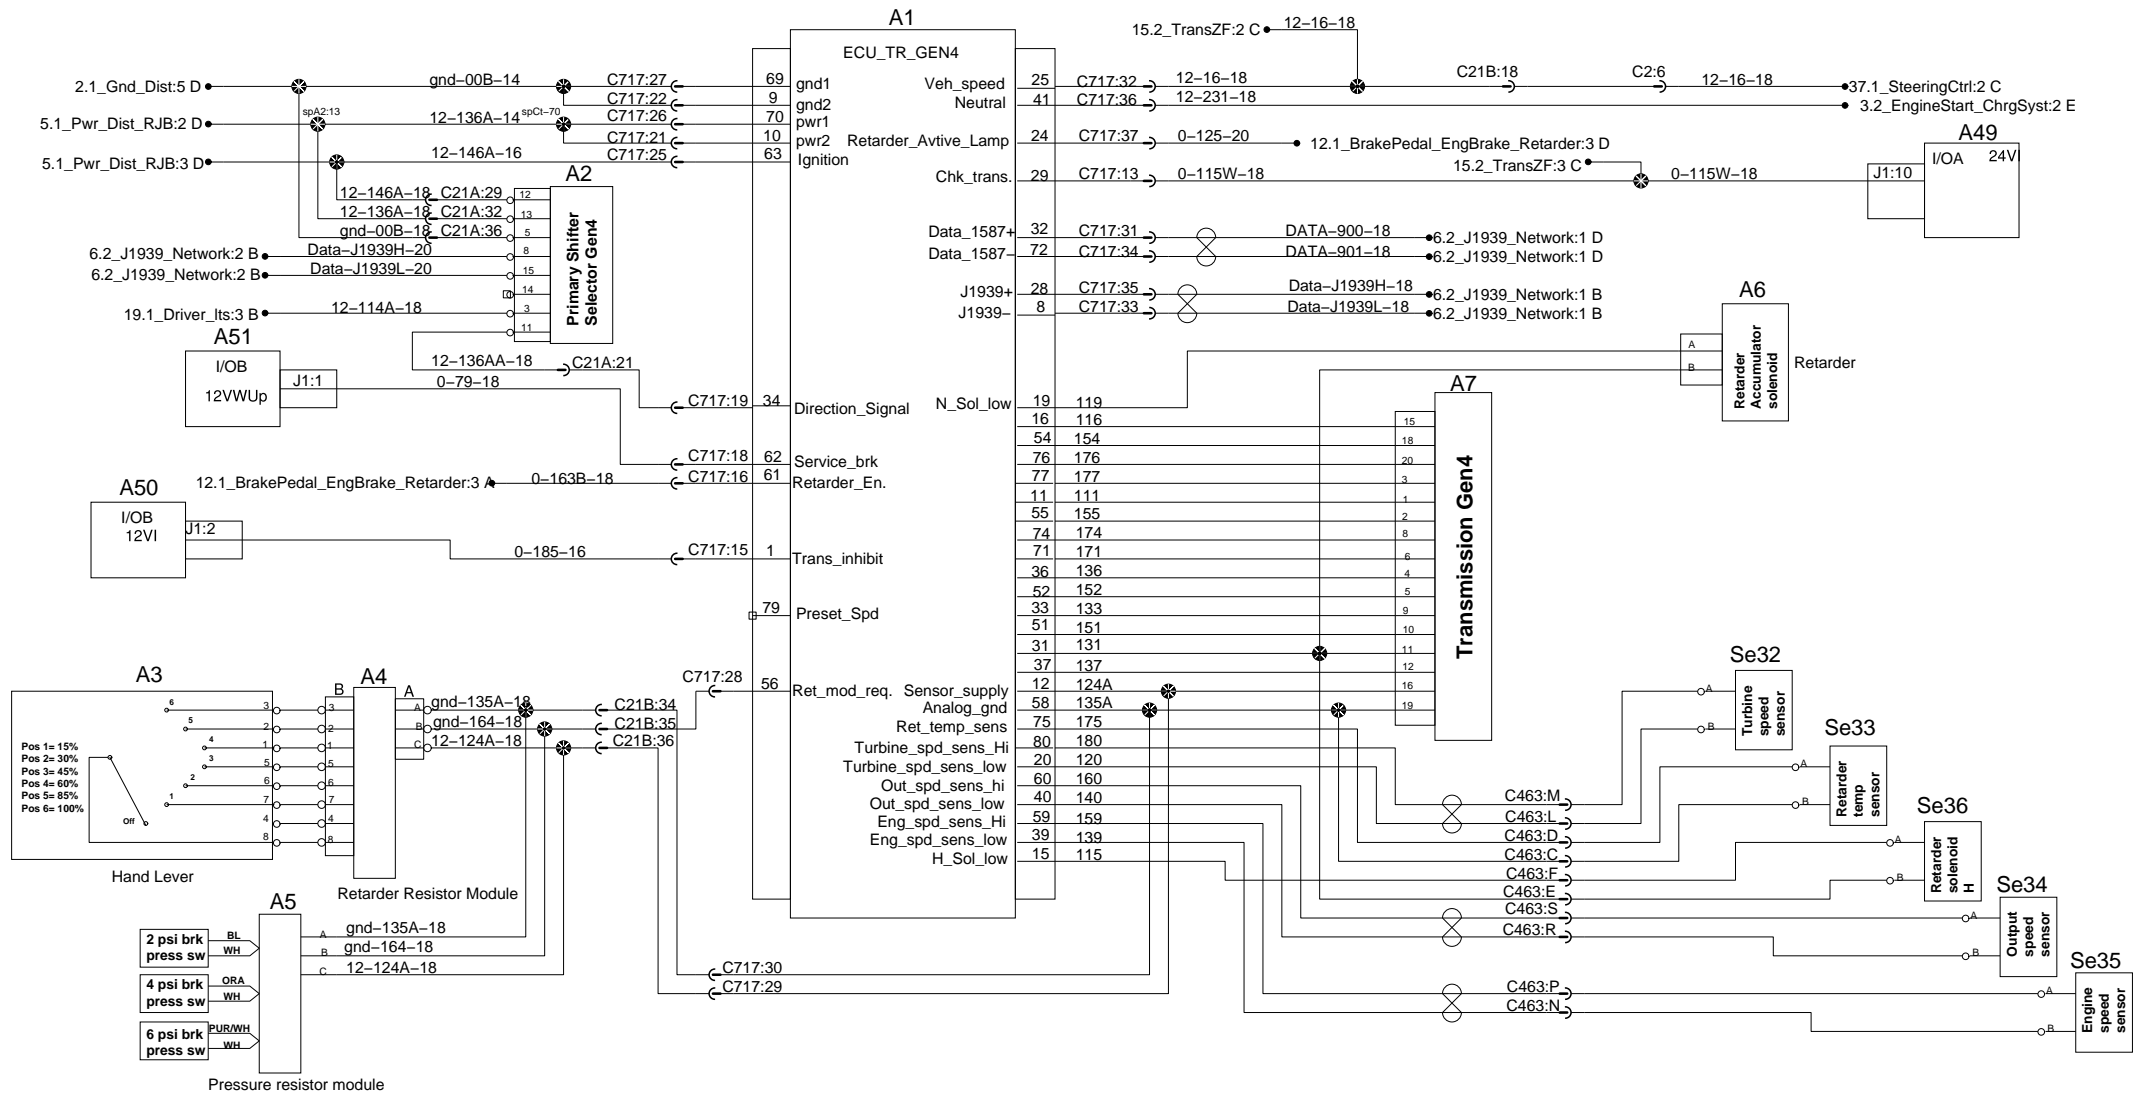 A1
ECU_TR_GEN4
15.2_TransZF:2 C 12–16–18
2.1_Gnd_Dist:5 D gnd–00B–14 C717:27 69 gnd1
C717:22 9 gnd2
spA2:13 spCt–70
5.1_Pwr_Dist_RJB:2 D 12–136A–14 C717:26 70 pwr1
C717:21 10 pwr2
5.1_Pwr_Dist_RJB:3 D 12–146A–16 C717:25 63 Ignition
Veh_speed 25 C717:32 12–16–18 C21B:18 C2:6 12–16–18 37.1_SteeringCtrl:2 C
Neutral 41 C717:36 12–231–18 3.2_EngineStart_ChrgSyst:2 E
Retarder_Avtive_Lamp 24 C717:37 0–125–20 12.1_BrakePedal_EngBrake_Retarder:3 D
15.2_TransZF:3 C
Chk_trans. 29 C717:13 0–115W–18 0–115W–18 J1:10
A49
I/OA 24VI
A2
Primary Shifter
Selector Gen4
12–146A–18 C21A:29 12
12–136A–18 C21A:32 13
gnd–00B–18 C21A:36 5
6.2_J1939_Network:2 B Data–J1939H–20 8
6.2_J1939_Network:2 B Data–J1939L–20 15
14
19.1_Driver_lts:3 B 12–114A–18 3
11
12–136AA–18 C21A:21
Data_1587+ 32 C717:31 DATA–900–18 6.2_J1939_Network:1 D
Data_1587– 72 C717:34 DATA–901–18 6.2_J1939_Network:1 D
J1939+ 28 C717:35 Data–J1939H–18 6.2_J1939_Network:1 B
J1939– 8 C717:33 Data–J1939L–18 6.2_J1939_Network:1 B
A51
I/OB
12VWUp
J1:1 0–79–18
C717:19 34 Direction_Signal
C717:18 62 Service_brk
12.1_BrakePedal_EngBrake_Retarder:3 A 0–163B–18 C717:16 61 Retarder_En.
A50
I/OB
12VI
J1:2
0–185–16 C717:15 1 Trans_inhibit
79 Preset_Spd
C717:28 56 Ret_mod_req.
A6
A
B
Retarder
Accumulator
solenoid
Retarder
A7
Transmission Gen4
N_Sol_low 19 119
16 116 15
54 154 18
76 176 20
77 177 3
11 111 1
55 155 2
74 174 8
71 171 6
36 136 4
52 152 5
33 133 9
51 151 10
31 131 11
37 137 12
Sensor_supply 12 124A 16
Analog_gnd 58 135A 19
Ret_temp_sens 75 175
Turbine_spd_sens_Hi 80 180
Turbine_spd_sens_low 20 120
Out_spd_sens_hi 60 160
Out_spd_sens_low 40 140
Eng_spd_sens_Hi 59 159
Eng_spd_sens_low 39 139
H_Sol_low 15 115
A3
6
5
4
3
2
1
Off
Pos 1= 15%
Pos 2= 30%
Pos 3= 45%
Pos 4= 60%
Pos 5= 85%
Pos 6= 100%
3
2
1
5
6
7
4
8
Hand Lever
A4
B
3
2
1
5
6
7
4
8
A
A gnd–135A–18 C21B:34
B gnd–164–18 C21B:35
C 12–124A–18 C21B:36
Retarder Resistor Module
A5
2 psi brk
press sw
BL
WH
4 psi brk
press sw
ORA
WH
6 psi brk
press sw
PUR/WH
WH
A gnd–135A–18
B gnd–164–18
C 12–124A–18
Pressure resistor module
C717:30
C717:29
C463:M
C463:L
C463:D
C463:C
C463:F
C463:E
C463:S
C463:R
C463:P
C463:N
Se32
A
B
Turbine
speed
sensor
Se33
A
B
Retarder
temp
sensor
Se36
A
B
Retarder
solenoid
H
Se34
A
B
Output
speed
sensor
Se35
A
B
Engine
speed
sensor